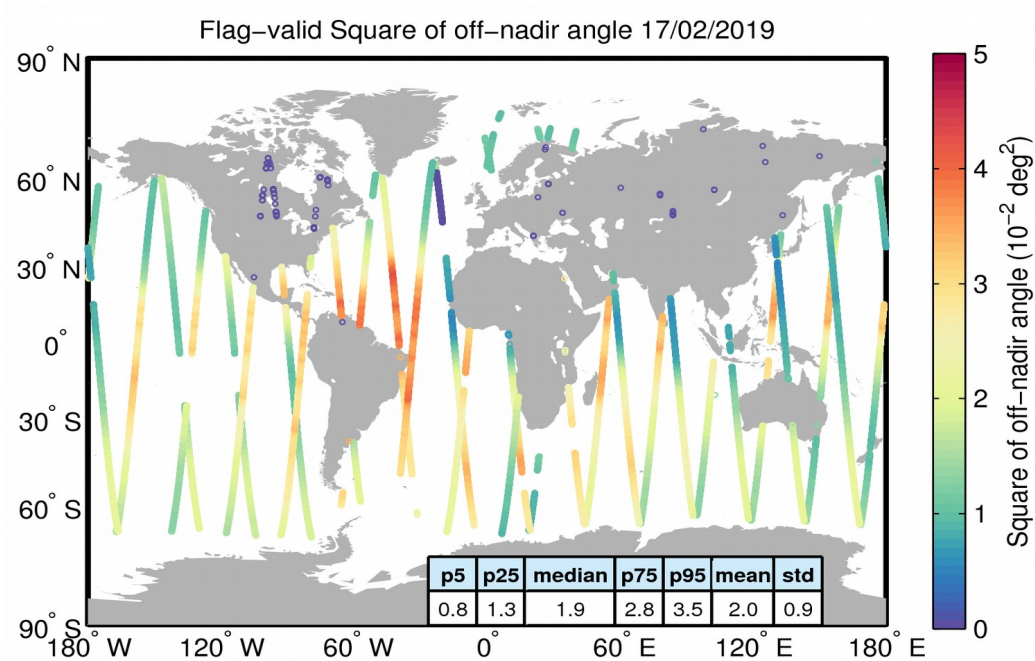 Flag−valid Square of off−nadir angle 17/02/2019
90° N
60° N
30° N
0°
30° S
60° S
90° S
180° W
120° W
60° W
0°
60° E
120° E
180° E
p5 p25 median p75 p95 mean std
0.8 1.3 1.9 2.8 3.5 2.0 0.9
5
4
3
2
1
0
Square of off−nadir angle (10⁻² deg²)